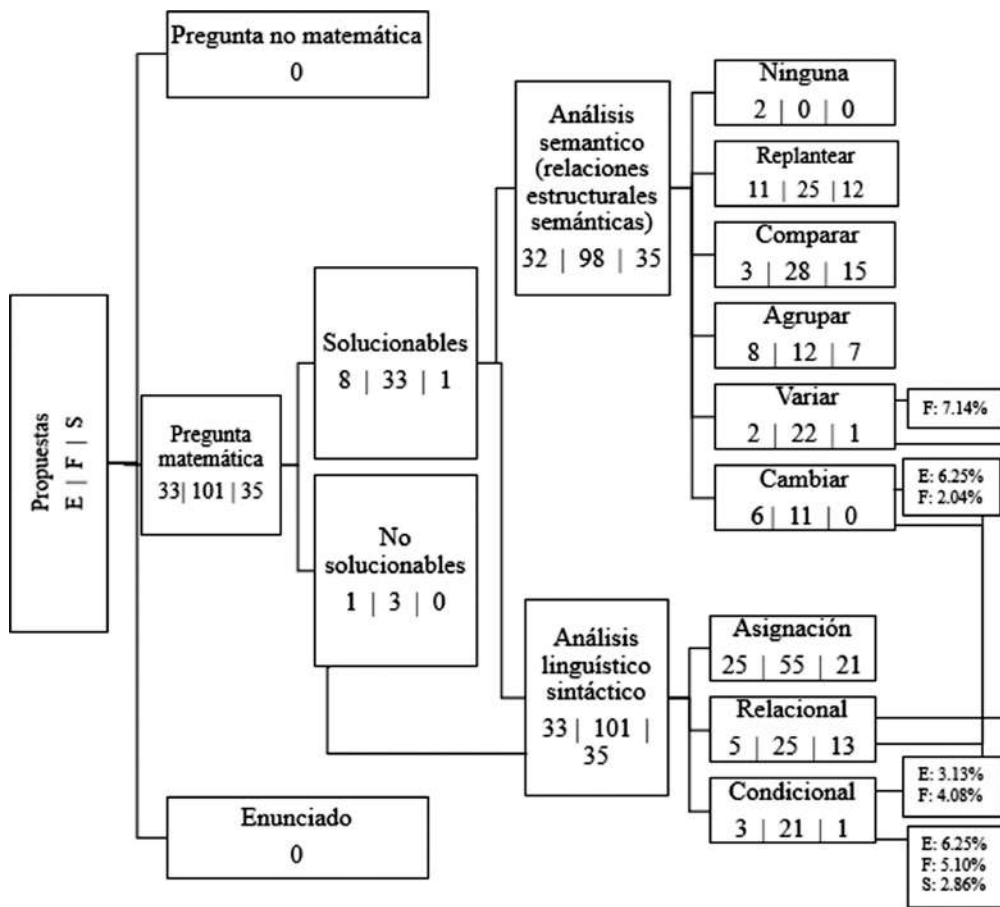 Propuestas
E | F | S
Pregunta no matemática
0
Pregunta
matemática
33| 101 | 35
Enunciado
0
Solucionables
8 | 33 | 1
No
solucionables
1 | 3 | 0
Análisis
semantico
(relaciones
estructurales
semánticas)
32 | 98 | 35
Análisis
linguístico
sintáctico
33 | 101 |
35
Ninguna
2 | 0 | 0
Replantear
11 | 25 | 12
Comparar
3 | 28 | 15
Agrupar
8 | 12 | 7
Variar
2 | 22 | 1
Cambiar
6 | 11 | 0
Asignación
25 | 55 | 21
Relacional
5 | 25 | 13
Condicional
3 | 21 | 1
F: 7.14%
E: 6.25%
F: 2.04%
E: 3.13%
F: 4.08%
E: 6.25%
F: 5.10%
S: 2.86%